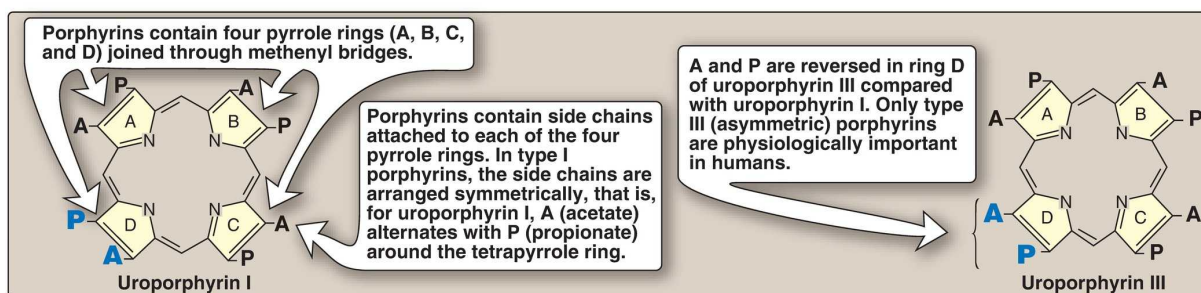 Porphyrins contain four pyrrole rings (A, B, C,
and D) joined through methenyl bridges.
P
A
A
B
A
P
N
N
N
N
P
D
C
A
A
P
Uroporphyrin I
Porphyrins contain side chains
attached to each of the four
pyrrole rings. In type I
porphyrins, the side chains are
arranged symmetrically, that is,
for uroporphyrin I, A (acetate)
alternates with P (propionate)
around the tetrapyrrole ring.
A and P are reversed in ring D
of uroporphyrin III compared
with uroporphyrin I. Only type
III (asymmetric) porphyrins
are physiologically important
in humans.
P
A
A
B
A
P
N
N
N
N
A
D
C
A
P
P
Uroporphyrin III